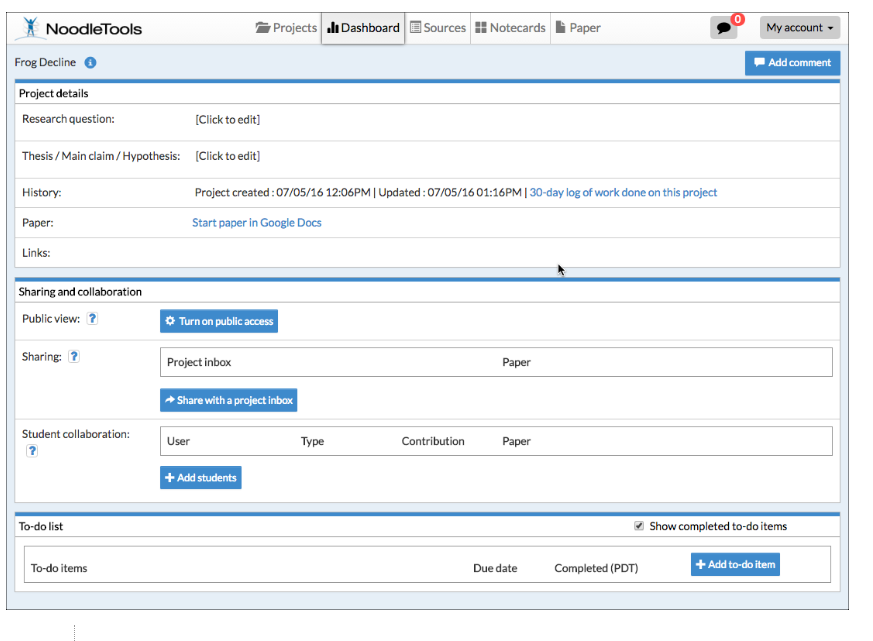 NoodleTools Projects Dashboard Sources Notecards Paper 0 My account
Frog Decline Add comment
Project details
Research question: [Click to edit]
Thesis / Main claim / Hypothesis: [Click to edit]
History: Project created : 07/05/16 12:06PM | Updated : 07/05/16 01:16PM | 30-day log of work done on this project
Paper: Start paper in Google Docs
Links:
Sharing and collaboration
Public view: ? Turn on public access
Sharing: ? Project inbox Paper
Share with a project inbox
Student collaboration: User Type Contribution Paper
?
Add students
To-do list Show completed to-do items
To-do items Due date Completed (PDT) Add to-do item